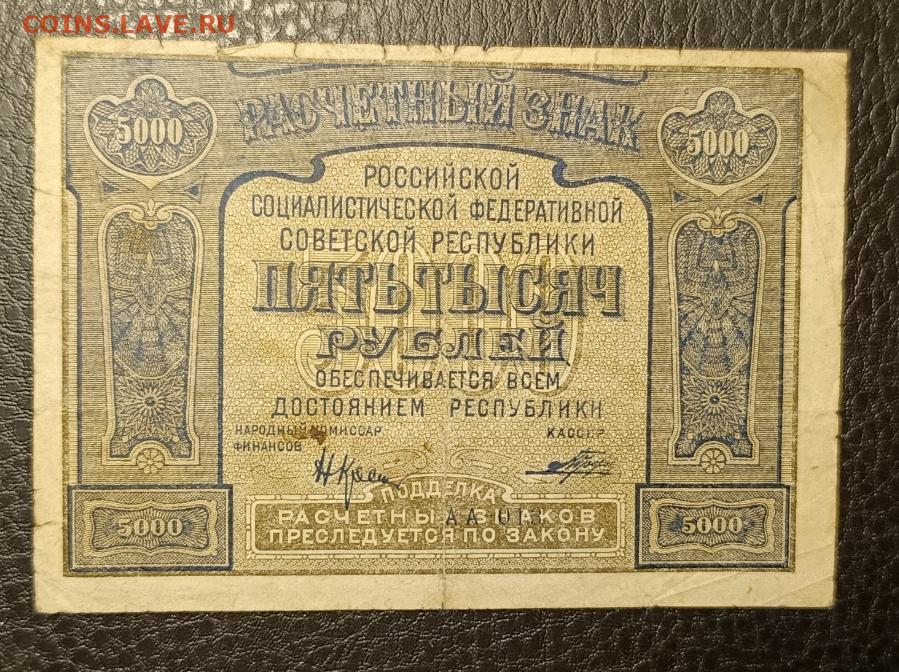 COINS.LAVE.RU
РАСЧЕТНЫЙ ЗНАК
5000
5000
РОССИЙСКОЙ
СОЦИАЛИСТИЧЕСКОЙ ФЕДЕРАТИВНОЙ
СОВЕТСКОЙ РЕСПУБЛИКИ
5000
ПЯТЬ ТЫСЯЧ
РУБЛЕЙ
ОБЕСПЕЧИВАЕТСЯ ВСЕМ
ДОСТОЯНИЕМ РЕСПУБЛИКИ
НАРОДНЫЙ КОМИССАР
ФИНАНСОВ
КАССИР
ПОДДЕЛКА
РАСЧЕТНЫХ ЗНАКОВ
ПРЕСЛЕДУЕТСЯ ПО ЗАКОНУ
5000
5000